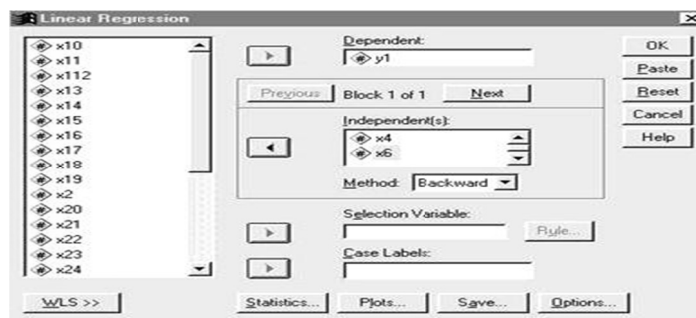 Linear Regression
x10
x11
x112
x13
x14
x15
x16
x17
x18
x19
x2
x20
x21
x22
x23
x24
WLS >>
Dependent:
y1
Previous Block 1 of 1 Next
Independent(s):
x4
x6
Method: Backward
Selection Variable:
Rule...
Case Labels:
Statistics... Plots... Save... Options...
OK
Paste
Reset
Cancel
Help